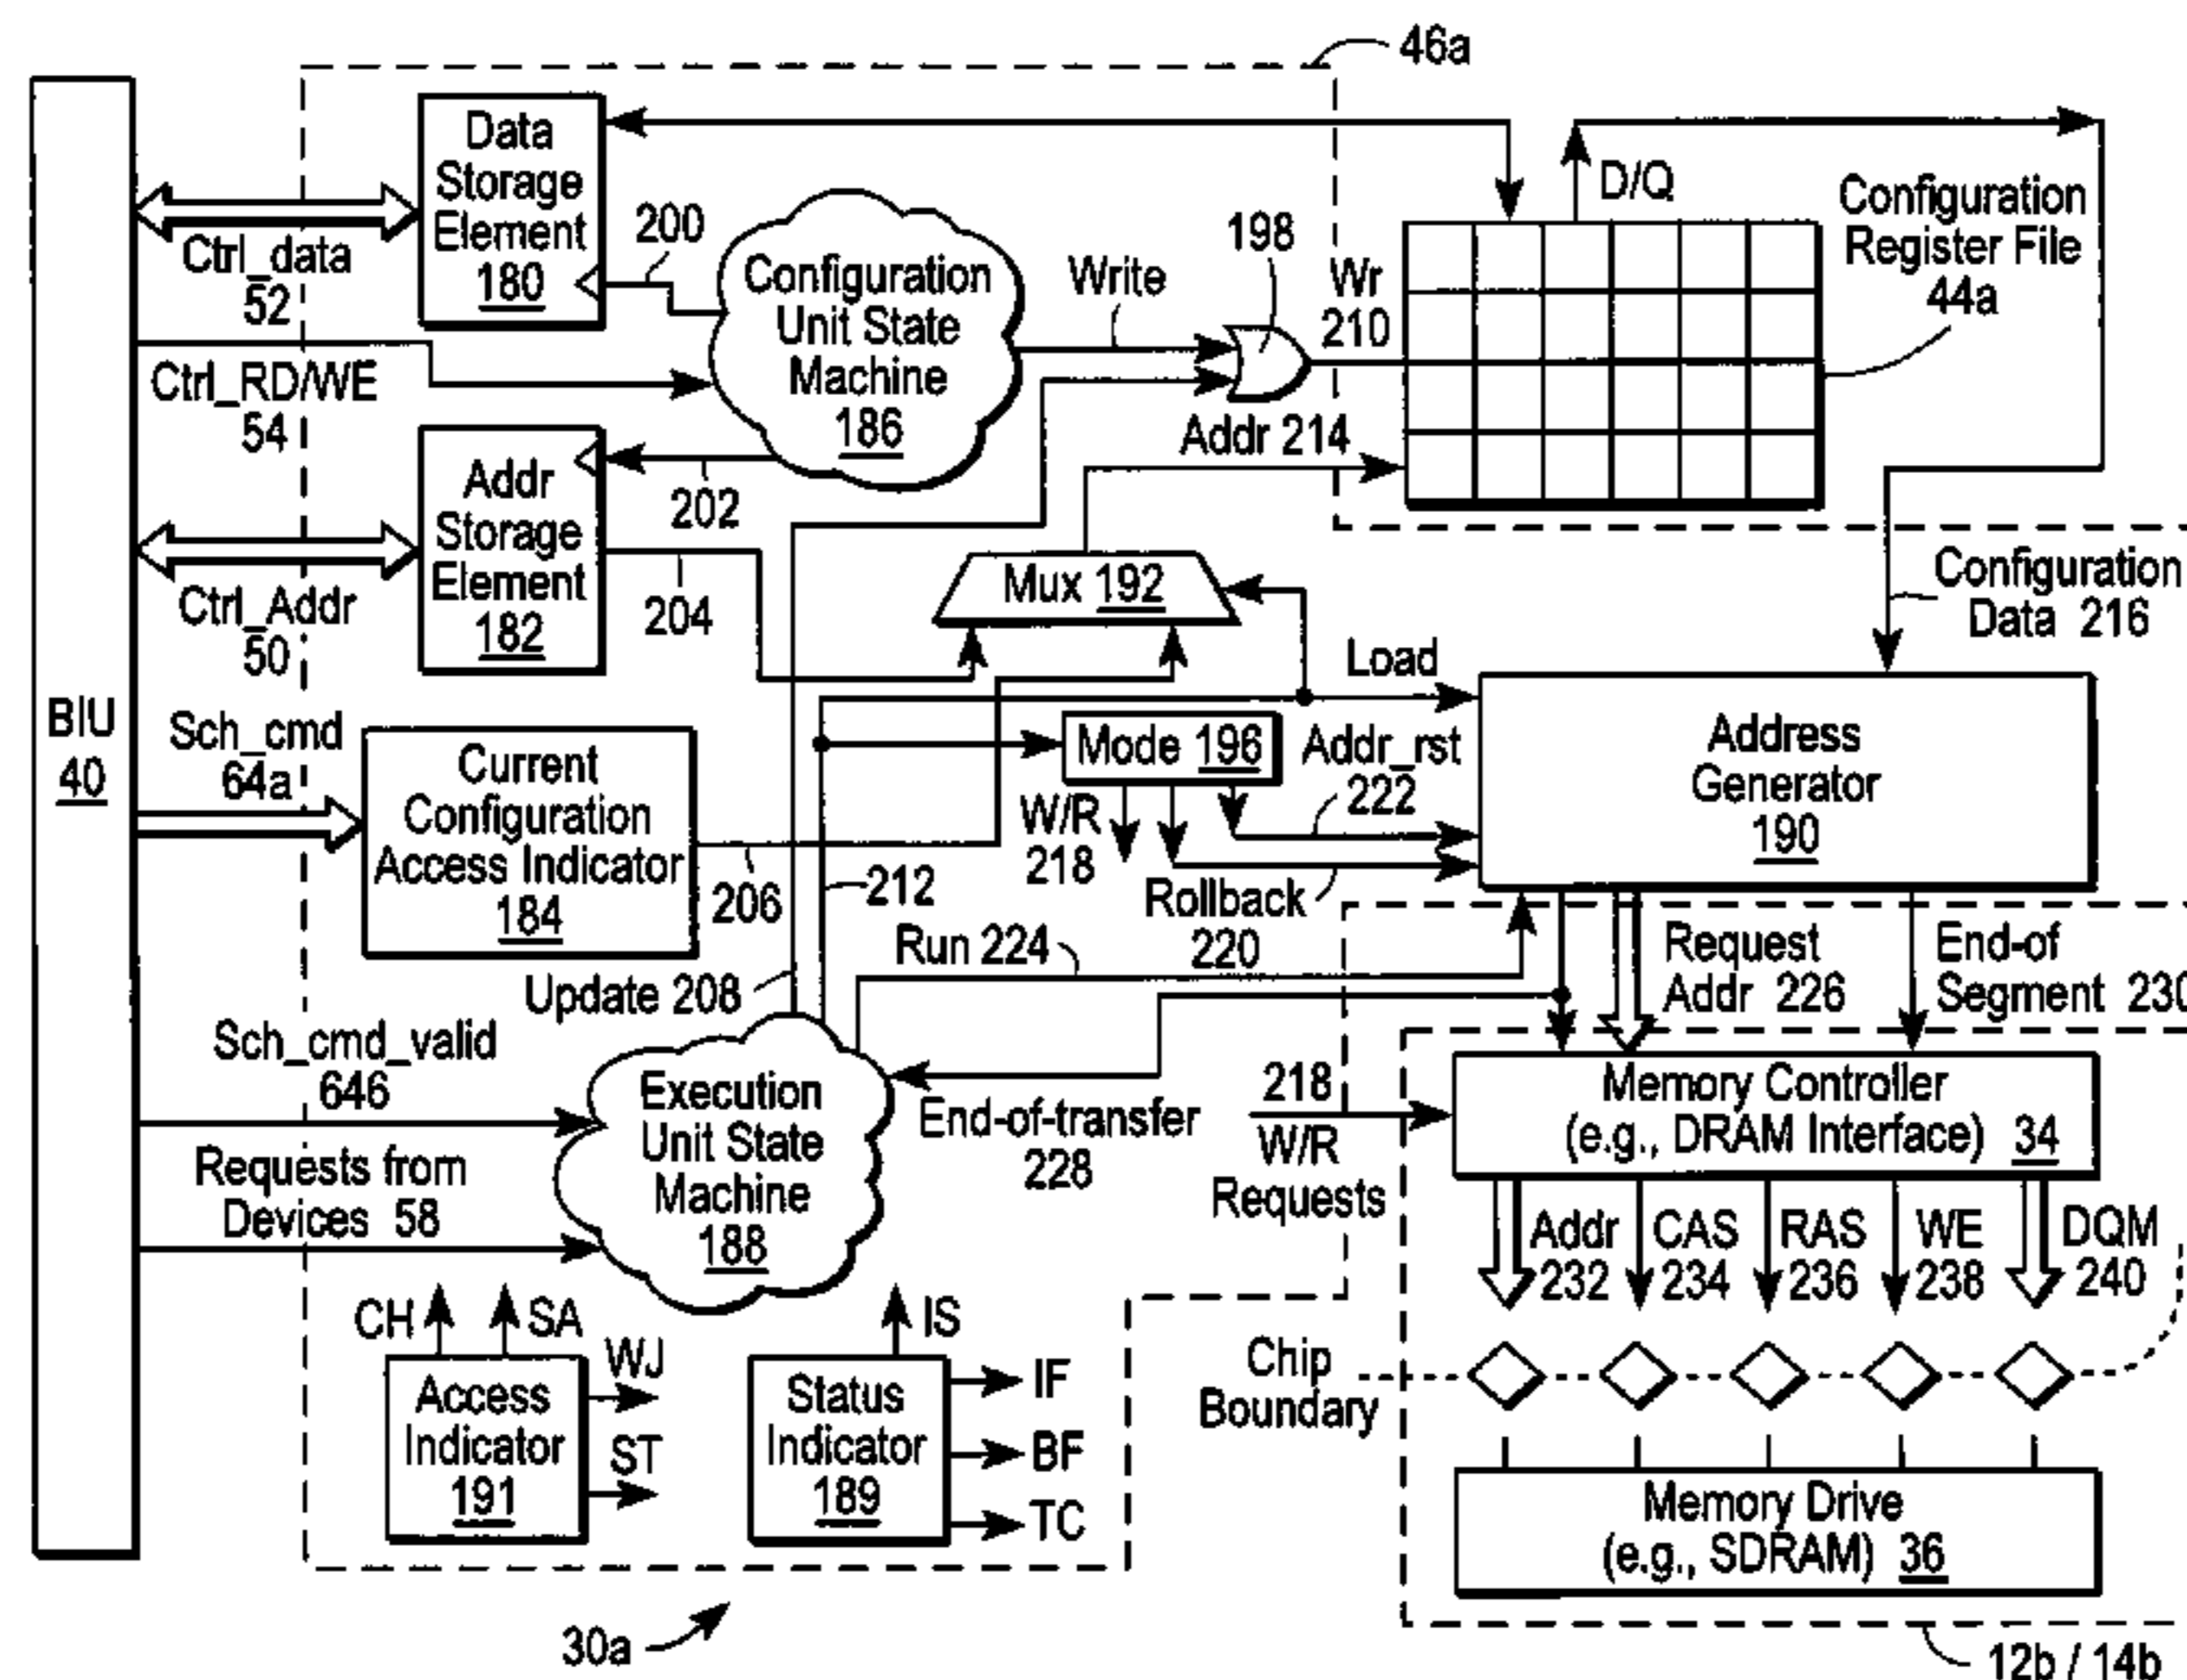 46a
Data
Storage
Element
180
Ctrl_data
52
200
Configuration
Unit State
Machine
186
Write
198
Wr
210
D/Q
Configuration
Register File
44a
Ctrl_RD/WE
54
Addr 214
Addr
Storage
Element
182
202
204
Ctrl_Addr
50
Mux 192
Configuration
Data 216
BIU
40
Sch_cmd
64a
Current
Configuration
Access Indicator
184
206
212
Load
Mode 196
Addr_rst
222
W/R
218
Rollback
220
Address
Generator
190
Run 224
Update 208
Request
Addr 226
End-of
Segment 230
Sch_cmd_valid
646
Requests from
Devices 58
Execution
Unit State
Machine
188
End-of-transfer
228
218
W/R
Requests
Memory Controller
(e.g., DRAM Interface) 34
Addr
232
CAS
234
RAS
236
WE
238
DQM
240
CH
SA
WJ
ST
Access
Indicator
191
IS
Status
Indicator
189
IF
BF
TC
Chip
Boundary
Memory Drive
(e.g., SDRAM) 36
30a
12b / 14b